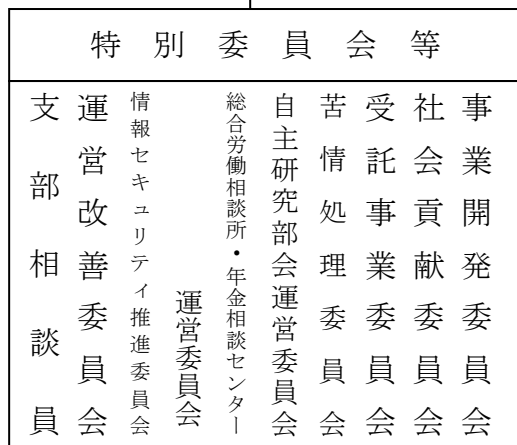 特別委員会等
事業開発委員会
社会貢献委員会
受託事業委員会
苦情処理委員会
自主研究部会運営委員会
総合労働相談所・年金相談センター
運営委員会
情報セキュリティ推進委員会
運営改善委員会
支部相談員